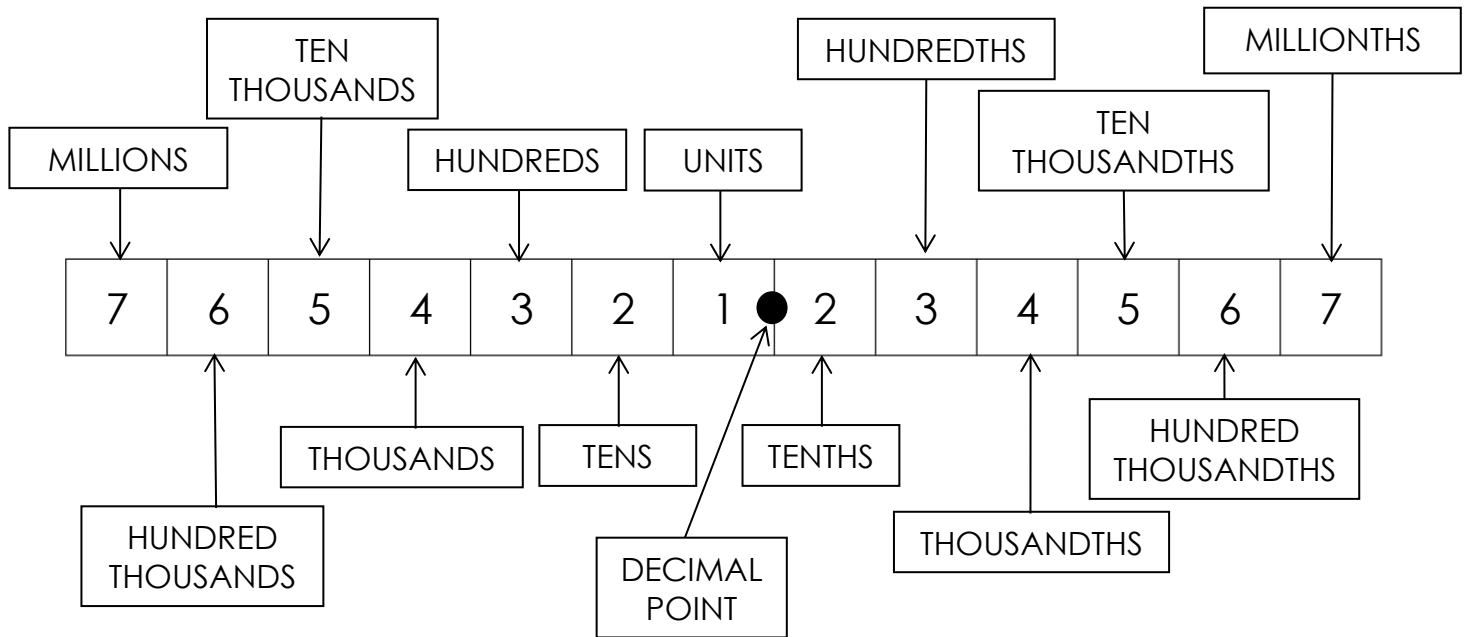 TEN
THOUSANDS
HUNDREDTHS
MILLIONTHS
MILLIONS
HUNDREDS
UNITS
TEN
THOUSANDTHS
7 6 5 4 3 2 1 2 3 4 5 6 7
THOUSANDS
TENS
TENTHS
HUNDRED
THOUSANDTHS
HUNDRED
THOUSANDS
THOUSANDTHS
DECIMAL
POINT